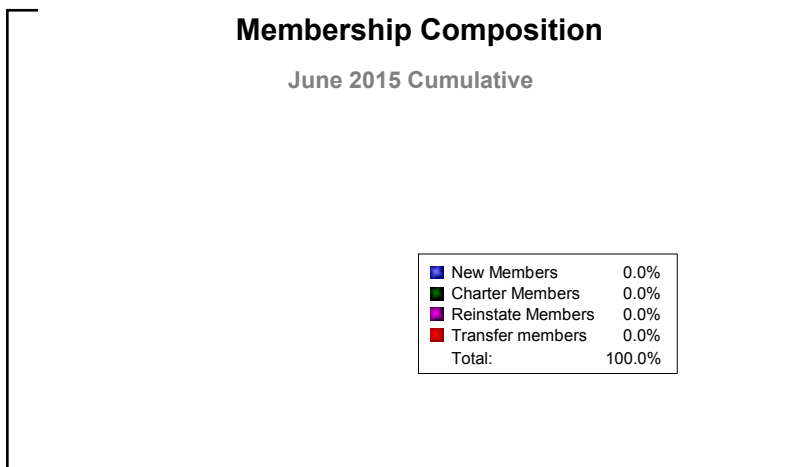 Membership Composition
June 2015 Cumulative
New Members 0.0%
Charter Members 0.0%
Reinstate Members 0.0%
Transfer members 0.0%
Total: 100.0%